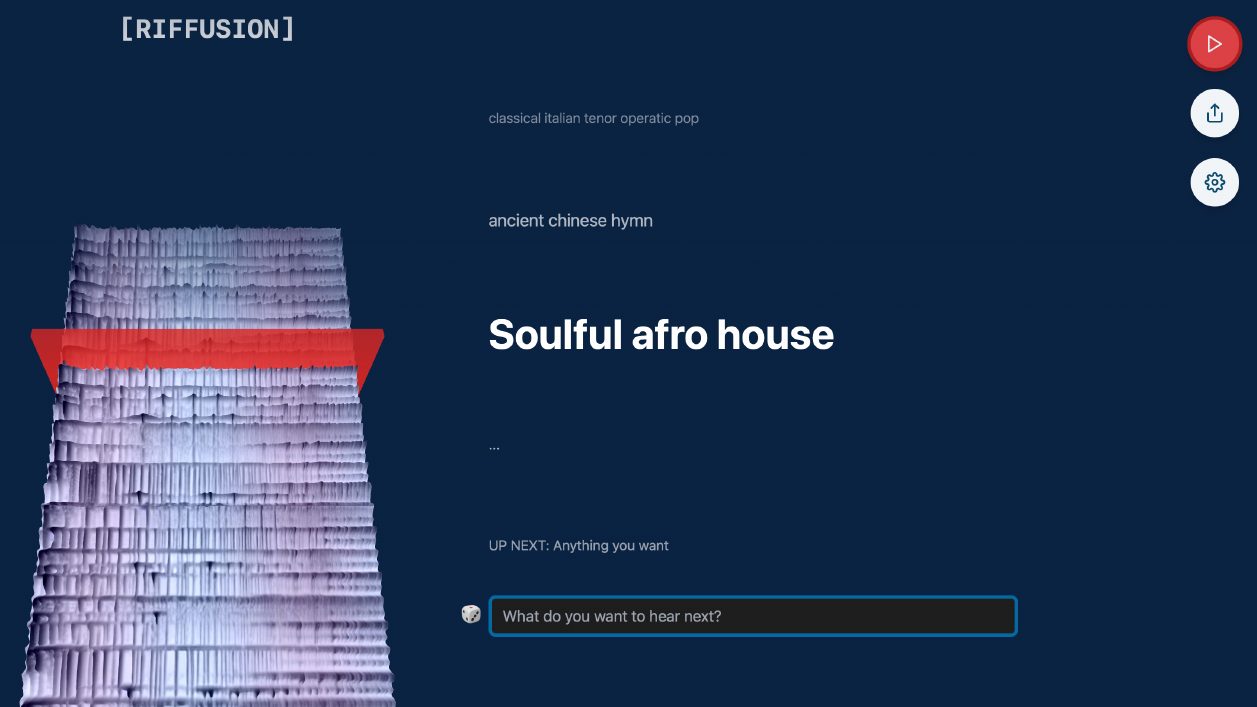 [RIFFUSION]
classical italian tenor operatic pop
ancient chinese hymn
Soulful afro house
...
UP NEXT: Anything you want
What do you want to hear next?